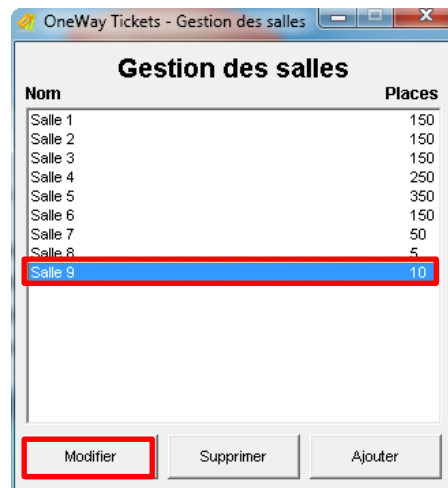 OneWay Tickets - Gestion des salles
Gestion des salles
Nom Places
Salle 1 150
Salle 2 150
Salle 3 150
Salle 4 250
Salle 5 350
Salle 6 150
Salle 7 50
Salle 8 5
Salle 9 10
Modifier Supprimer Ajouter